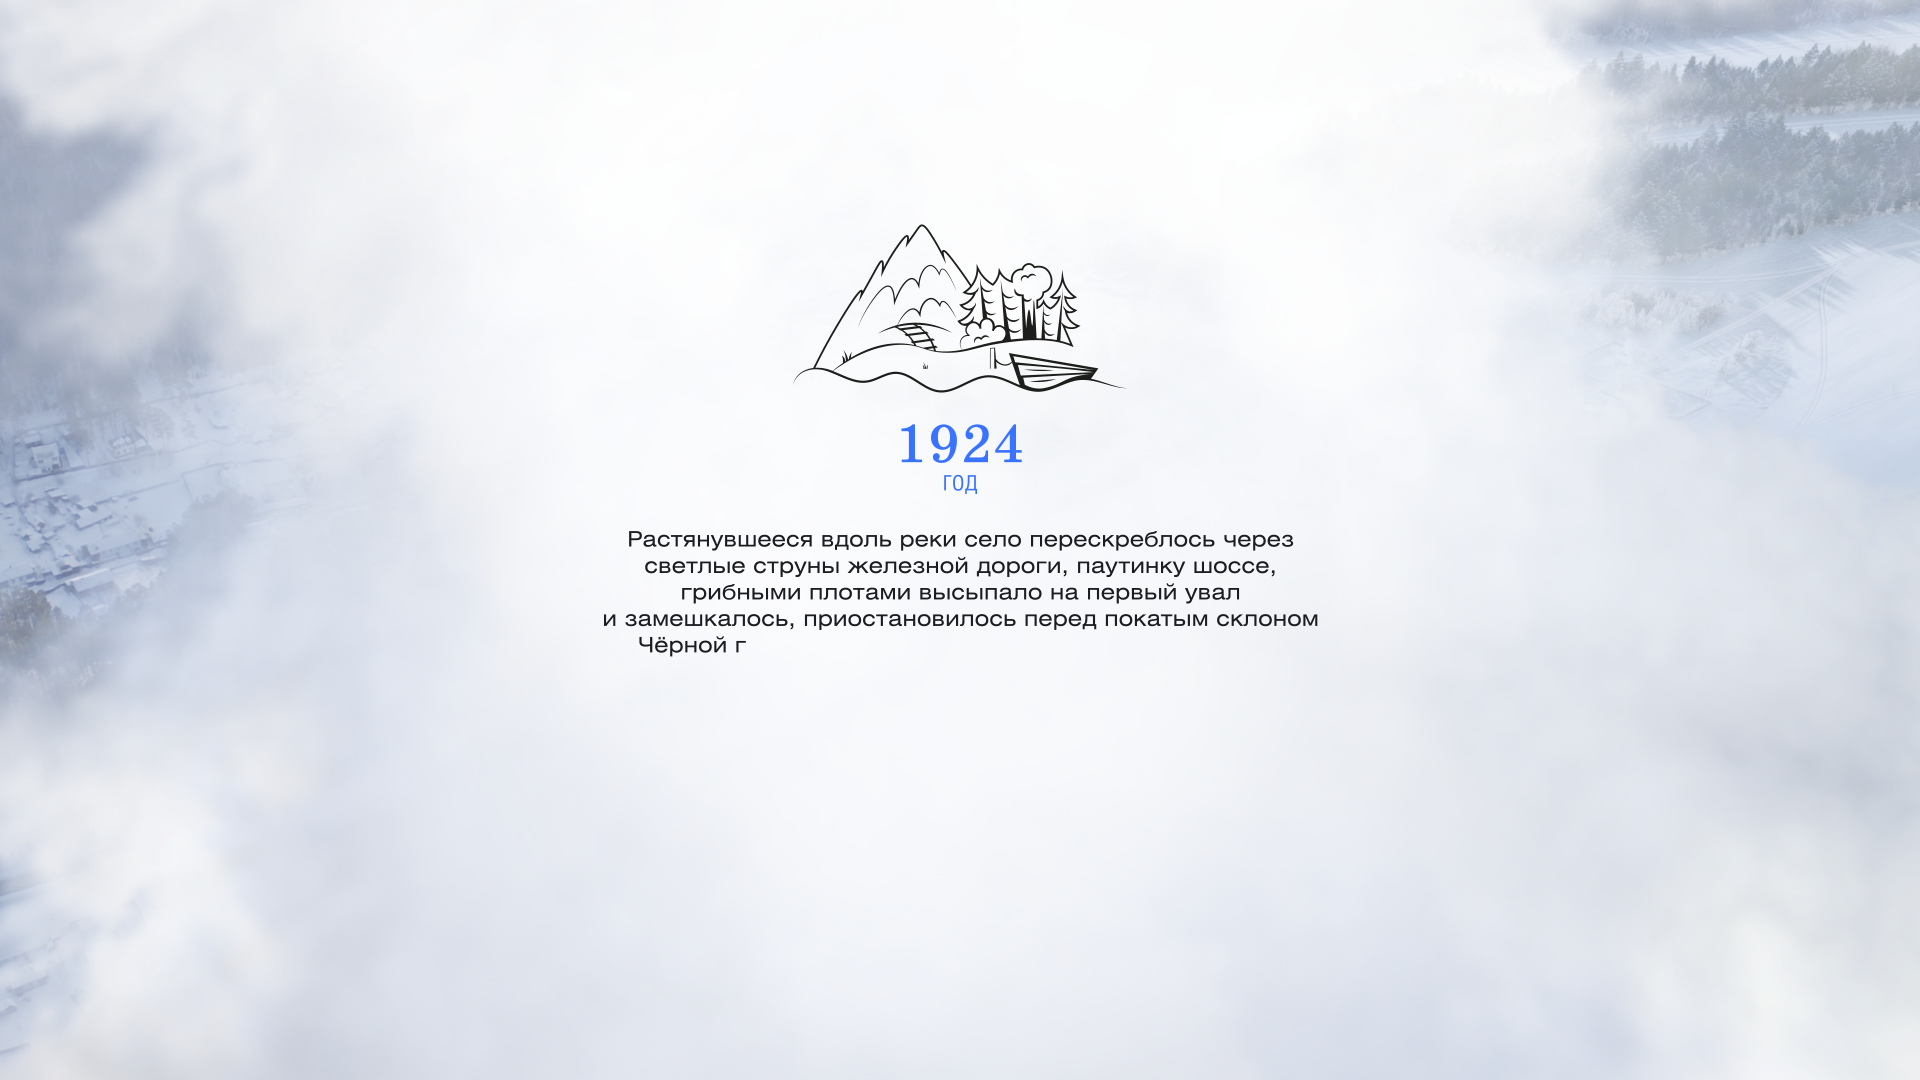 1924
ГОД
Растянувшееся вдоль реки село перескреблось через
светлые струны железной дороги, паутинку шоссе,
грибными плотами высыпало на первый увал
и замешкалось, приостановилось перед покатым склоном
Чёрной г